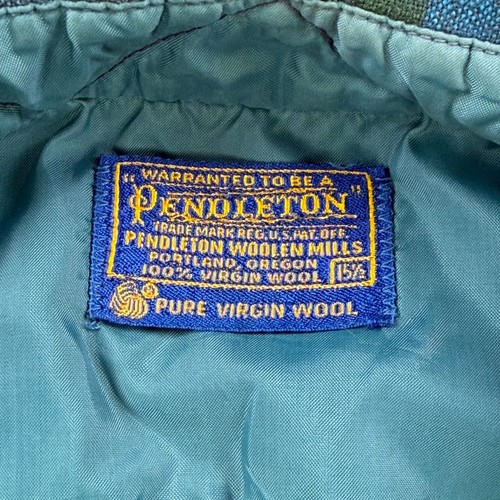 "WARRANTED TO BE A
PENDLETON"
TRADE MARK REG. U.S. PAT. OFF.
PENDLETON WOOLEN MILLS
PORTLAND, OREGON
100% VIRGIN WOOL 15½
PURE VIRGIN WOOL